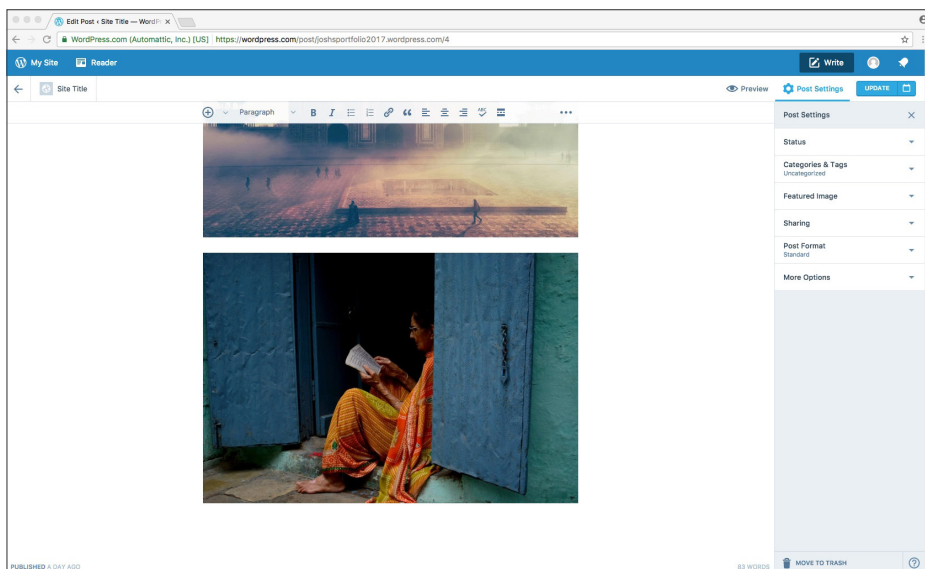 Edit Post ‹ Site Title — WordPr
WordPress.com (Automattic, Inc.) [US] https://wordpress.com/post/joshsportfolio2017.wordpress.com/4
My Site Reader Write
Site Title Preview Post Settings UPDATE
Paragraph B I ABC
Post Settings
Status
Categories & Tags
Uncategorized
Featured Image
Sharing
Post Format
Standard
More Options
PUBLISHED A DAY AGO 83 WORDS MOVE TO TRASH